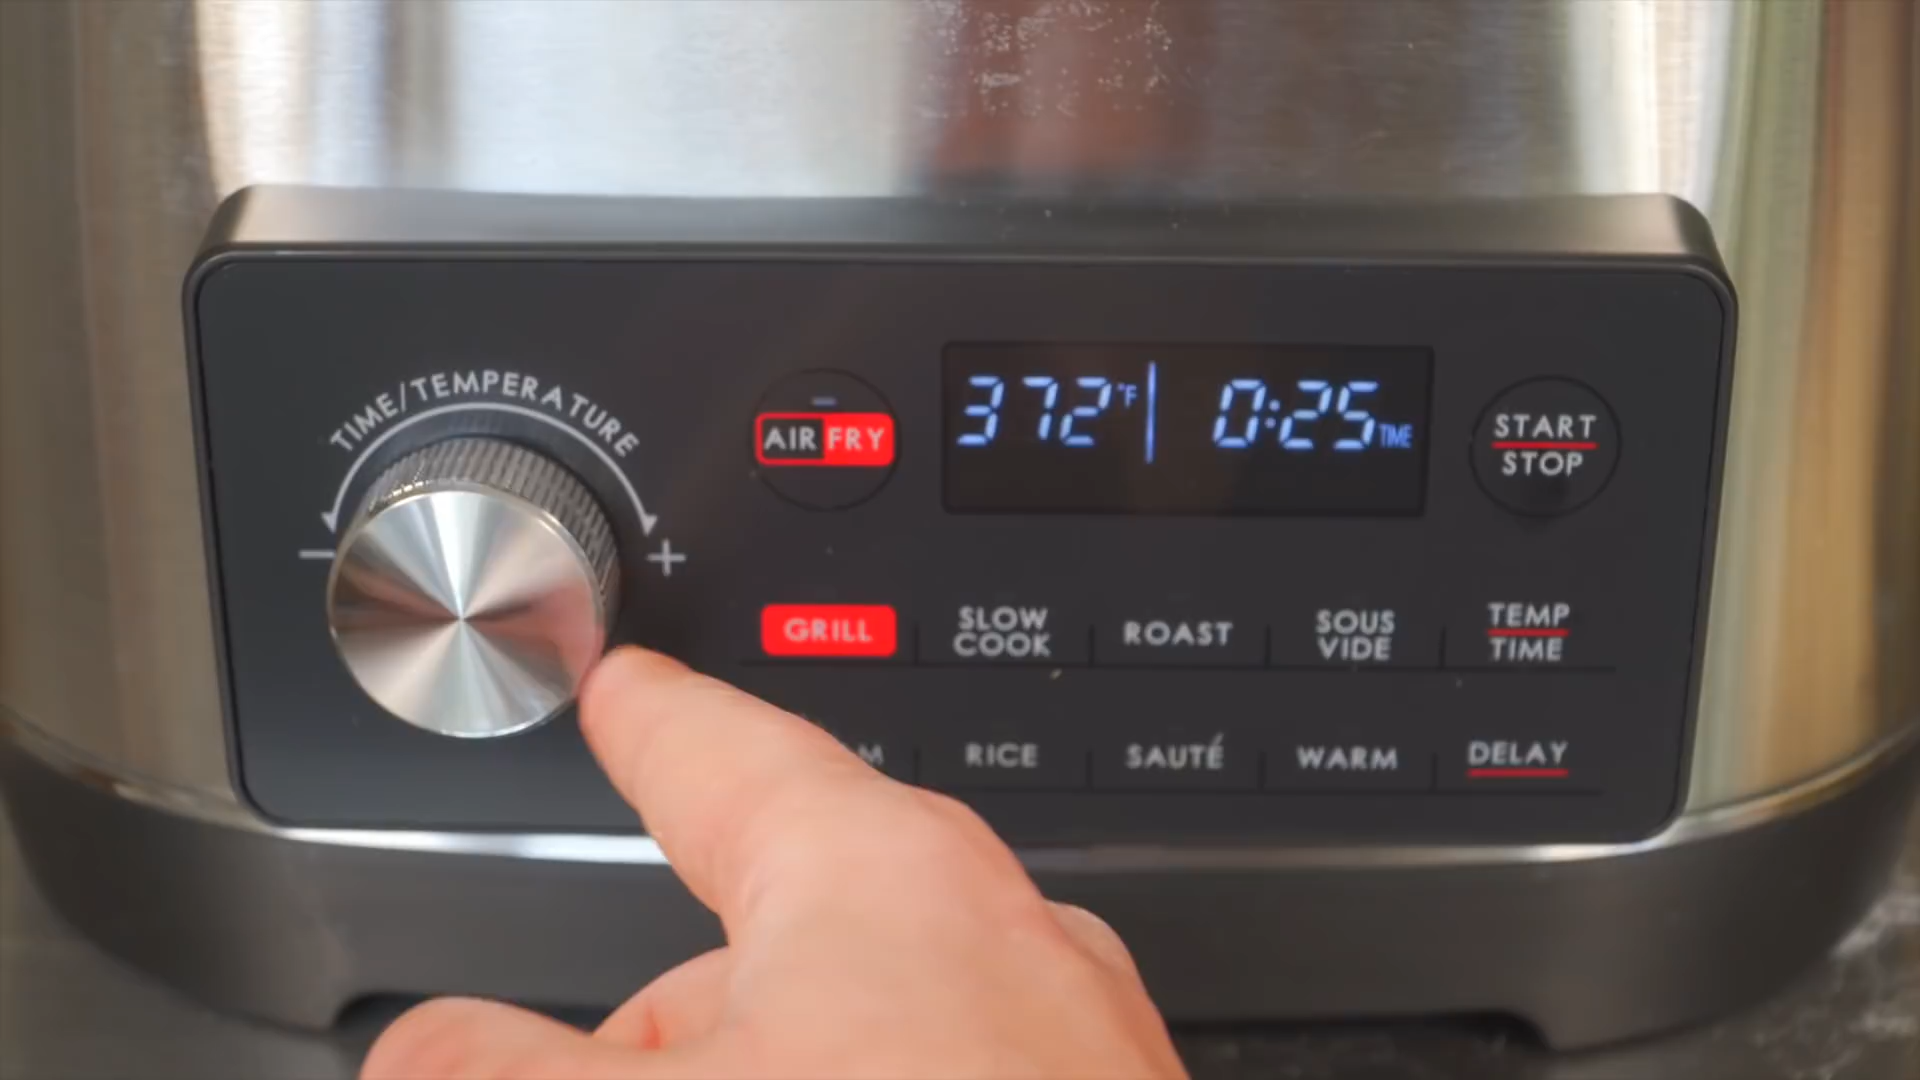 TIME/TEMPERATURE
− +
AIR FRY
372°F | 0:25 TIME
START
STOP
GRILL
SLOW
COOK
ROAST
SOUS
VIDE
TEMP
TIME
RICE
SAUTÉ
WARM
DELAY